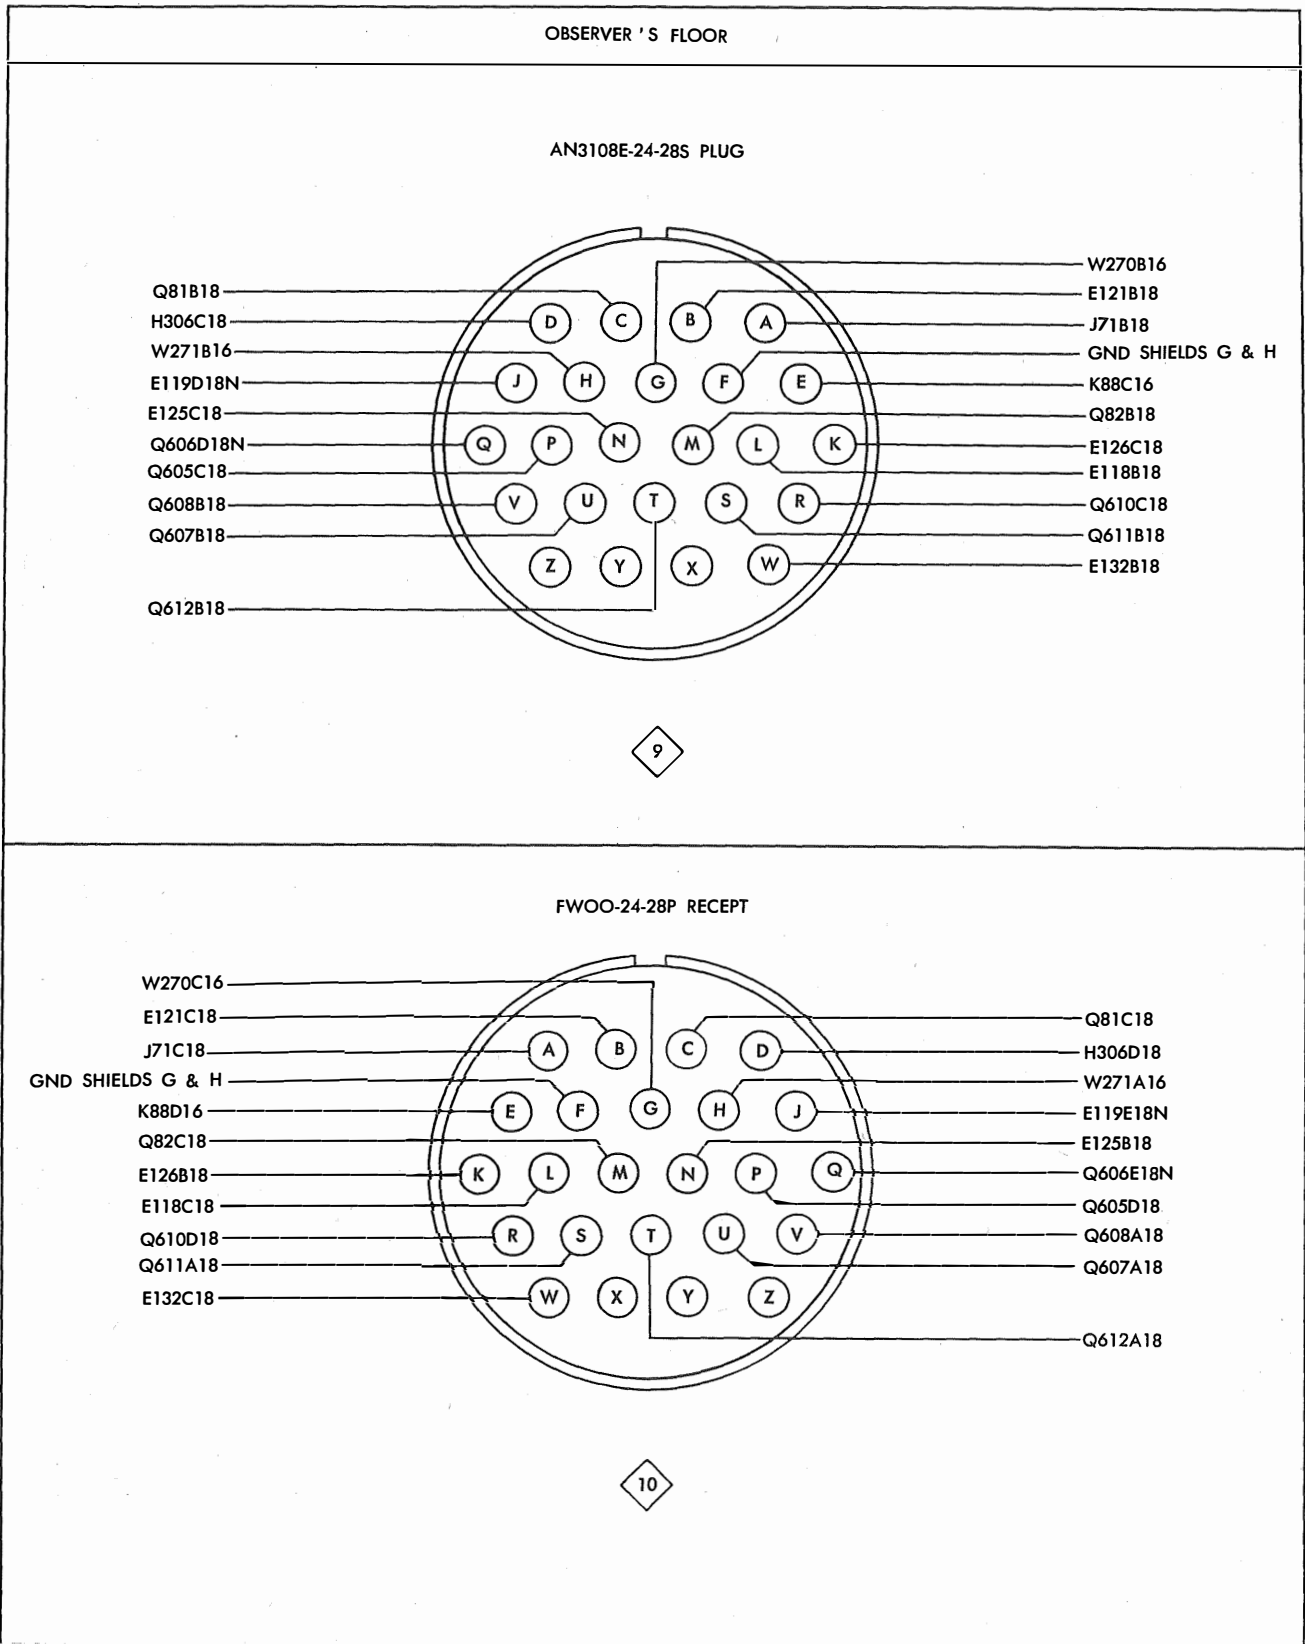 OBSERVER 'S FLOOR
AN3108E-24-28S PLUG
W270B16
Q81B18
E121B18
H306C18
D C B A
J71B18
W271B16
GND SHIELDS G & H
E119D18N
J H G F E
K88C16
E125C18
Q82B18
Q606D18N
Q P N M L K
E126C18
Q605C18
E118B18
Q608B18
V U T S R
Q610C18
Q607B18
Q611B18
Z Y X W
E132B18
Q612B18
9
FWOO-24-28P RECEPT
W270C16
E121C18
Q81C18
J71C18
A B C D
H306D18
GND SHIELDS G & H
W271A16
K88D16
E F G H J
E119E18N
Q82C18
E125B18
E126B18
K L M N P Q
Q606E18N
E118C18
Q605D18
Q610D18
R S T U V
Q608A18
Q611A18
Q607A18
E132C18
W X Y Z
Q612A18
10